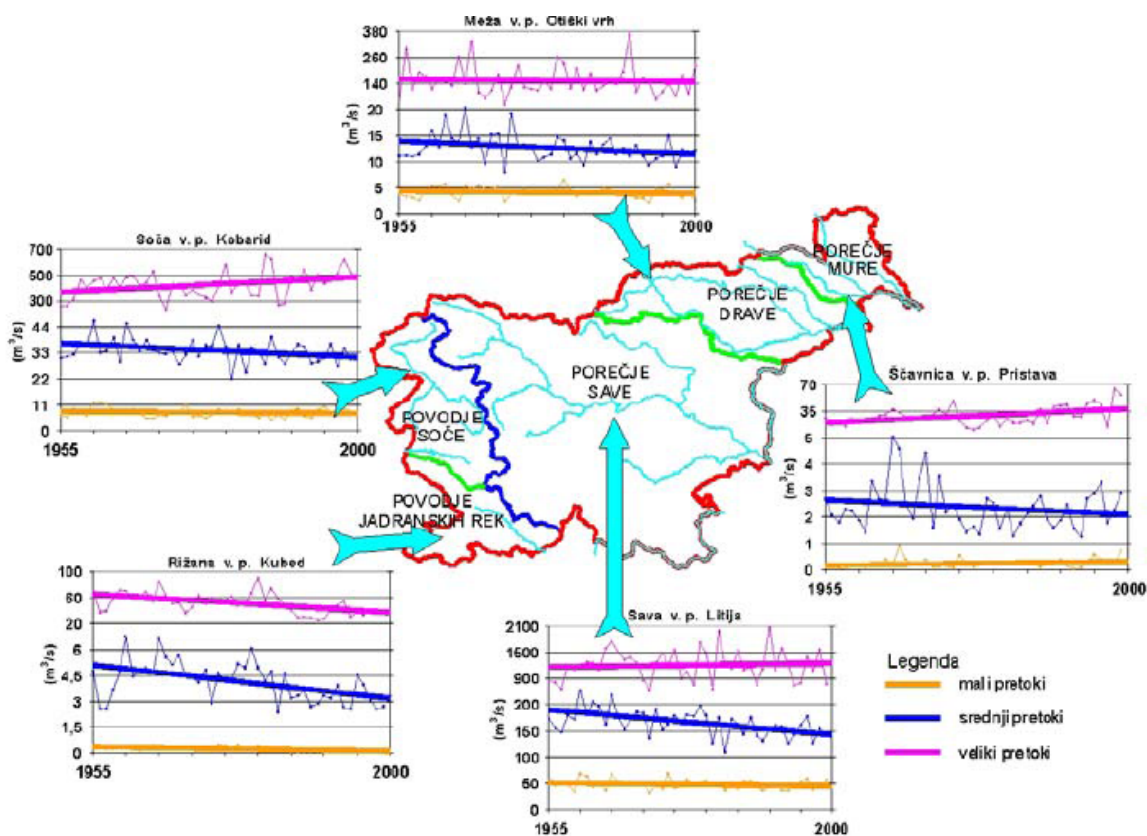 Meža v.p. Otiški vrh
380
260
140
20
15
10
5
0
(m³/s)
1955 2000
Soča v.p. Kobarid
700
500
300
44
33
22
11
0
(m³/s)
1955 2000
POREČJE
MURE
POREČJE
DRAVE
POREČJE
SAVE
POVODJE
SOČE
POVODJE
JADRANSKIH REK
Ščavnica v.p. Pristava
70
35
6
5
3
2
1
0
(m³/s)
1955 2000
Rižana v.p. Kubed
100
60
20
6
4,5
3
1,5
0
(m³/s)
1955 2000
Sava v.p. Litija
2100
1500
900
200
150
100
50
0
(m³/s)
1955 2000
Legenda
mali pretoki
srednji pretoki
veliki pretoki